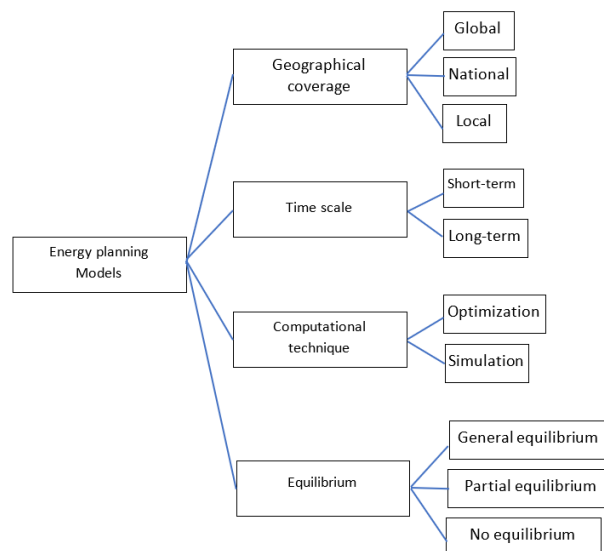 Energy planning
Models
Geographical
coverage
Global
National
Local
Time scale
Short-term
Long-term
Computational
technique
Optimization
Simulation
Equilibrium
General equilibrium
Partial equilibrium
No equilibrium